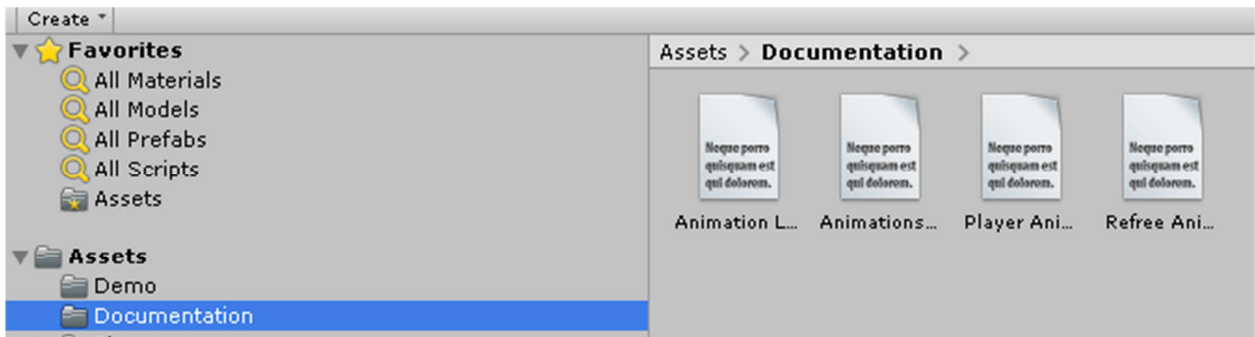 Create
Favorites
All Materials
All Models
All Prefabs
All Scripts
Assets
Assets
Demo
Documentation
Assets > Documentation >
Neque porro
quisquam est
qui dolorem.
Neque porro
quisquam est
qui dolorem.
Neque porro
quisquam est
qui dolorem.
Neque porro
quisquam est
qui dolorem.
Animation L... Animations... Player Ani... Refree Ani...